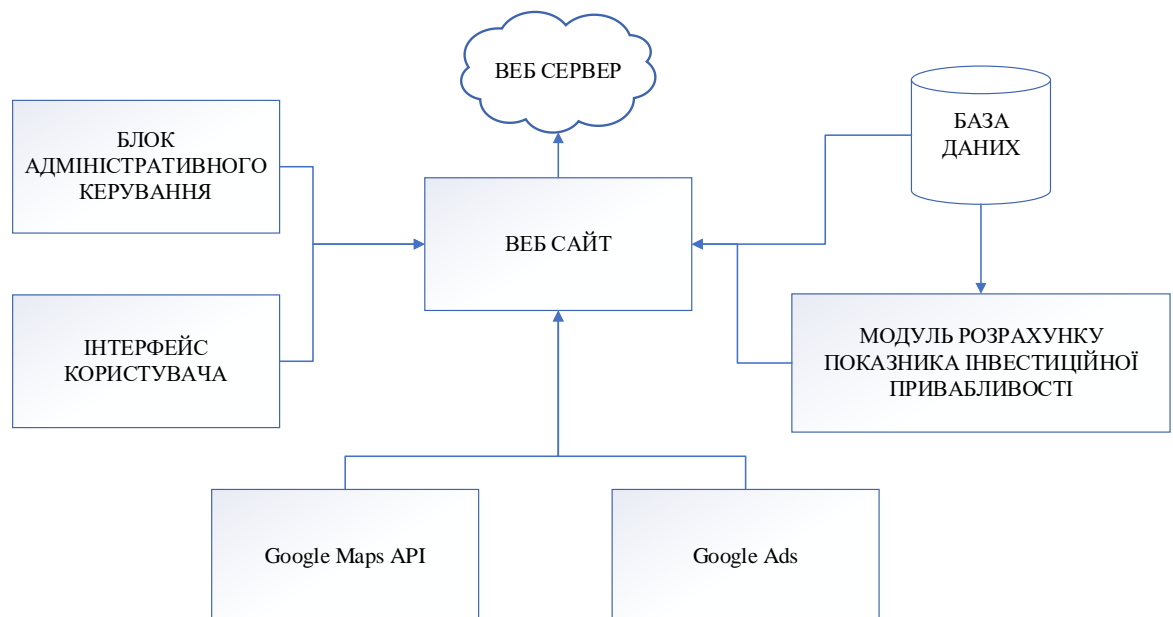 ВЕБ СЕРВЕР
БЛОК
АДМІНІСТРАТИВНОГО
КЕРУВАННЯ
БАЗА
ДАНИХ
ВЕБ САЙТ
ІНТЕРФЕЙС
КОРИСТУВАЧА
МОДУЛЬ РОЗРАХУНКУ
ПОКАЗНИКА ІНВЕСТИЦІЙНОЇ
ПРИВАБЛИВОСТІ
Google Maps API
Google Ads